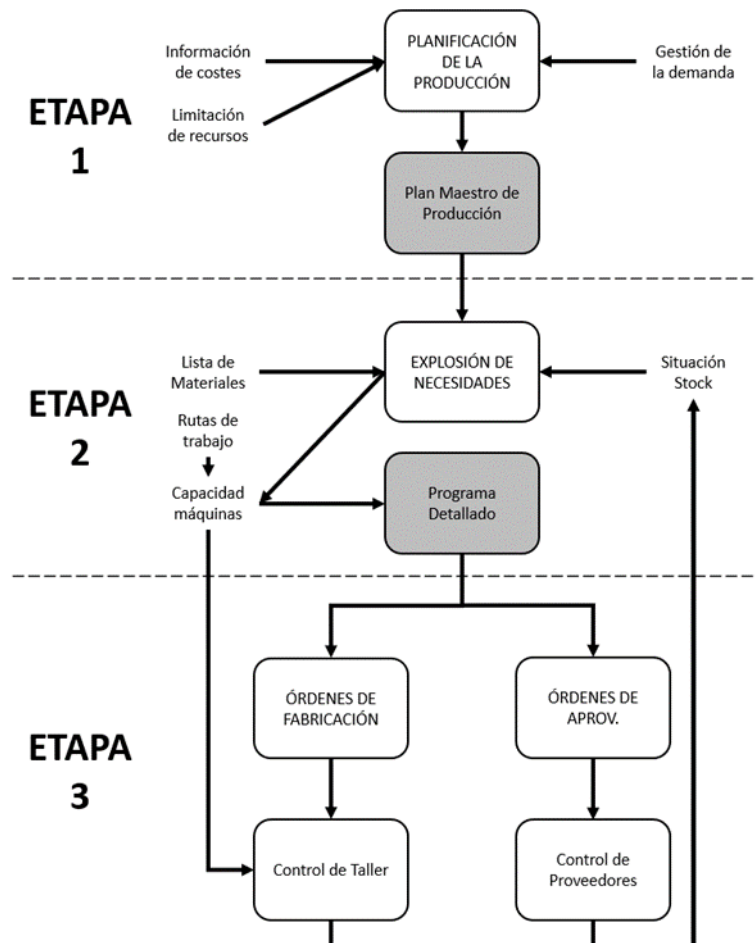 Información
de costes
PLANIFICACIÓN
DE LA
PRODUCCIÓN
Gestión de
la demanda
ETAPA
1
Limitación
de recursos
Plan Maestro de
Producción
Lista de
Materiales
EXPLOSIÓN DE
NECESIDADES
Situación
Stock
ETAPA
2
Rutas de
trabajo
Capacidad
máquinas
Programa
Detallado
ÓRDENES DE
FABRICACIÓN
ÓRDENES DE
APROV.
ETAPA
3
Control de Taller
Control de
Proveedores